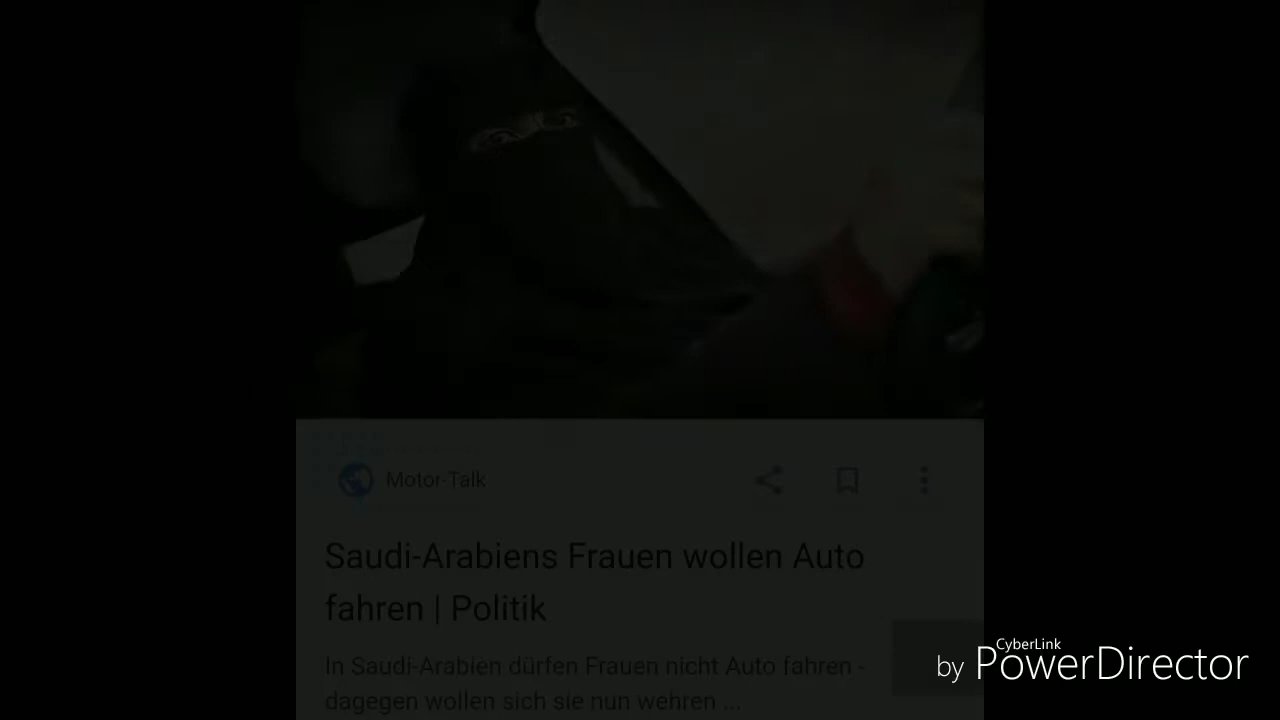 Motor-Talk
Saudi-Arabiens Frauen wollen Auto
fahren | Politik
In Saudi-Arabien dürfen Frauen nicht Auto fahren -
dagegen wollen sich sie nun wehren ...
CyberLink
by PowerDirector